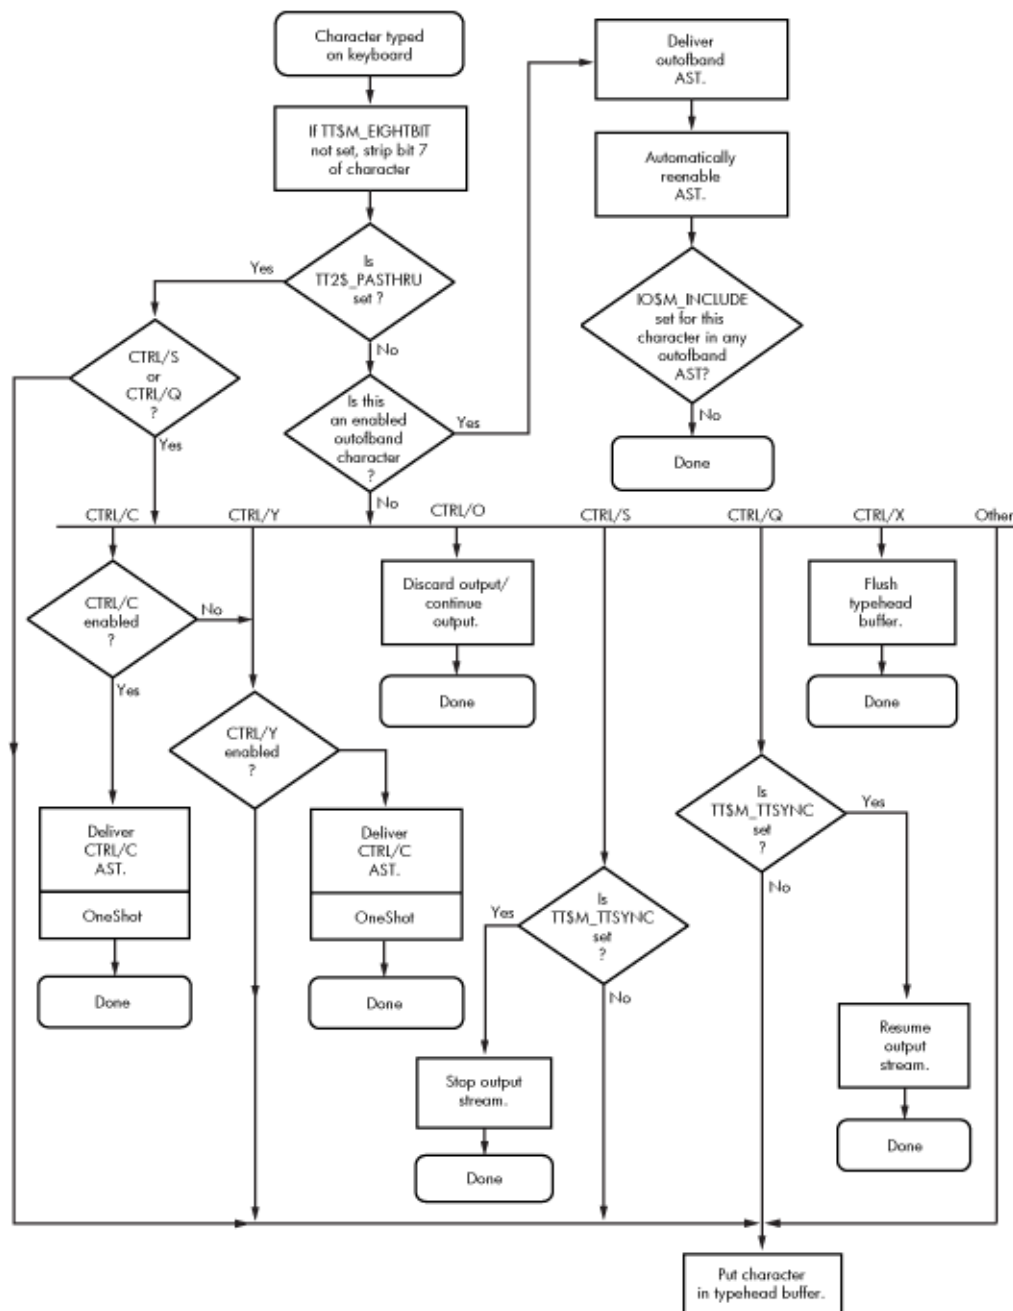 Character typed
on keyboard
Deliver
outofband
AST.
If TT$M_EIGHTBIT
not set, strip bit 7
of character
Automatically
reenable
AST.
Is
TT2$_PASTHRU
set ?
Yes
No
IO$M_INCLUDE
set for this
character in any
outofband
AST?
No
Done
CTRL/S
or
CTRL/Q
?
Yes
Is this
an enabled
outofband
character
?
Yes
No
CTRL/C
CTRL/Y
CTRL/O
CTRL/S
CTRL/Q
CTRL/X
Other
CTRL/C
enabled
?
No
Yes
Discard output/
continue
output.
Done
Flush
typehead
buffer.
Done
CTRL/Y
enabled
?
Is
TT$M_TTSYNC
set
?
Yes
No
Deliver
CTRL/C
AST.
OneShot
Done
Deliver
CTRL/C
AST.
OneShot
Done
Is
TT$M_TTSYNC
set
?
Yes
No
Stop output
stream.
Done
Resume
output
stream.
Done
Put character
in typehead buffer.